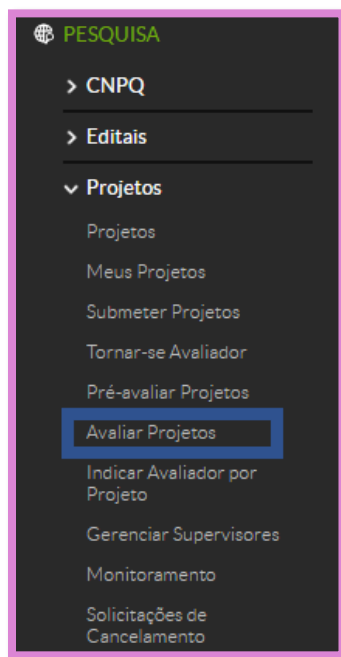 PESQUISA
> CNPQ
> Editais
Projetos
Projetos
Meus Projetos
Submeter Projetos
Tornar-se Avaliador
Pré-avaliar Projetos
Avaliar Projetos
Indicar Avaliador por
Projeto
Gerenciar Supervisores
Monitoramento
Solicitações de
Cancelamento